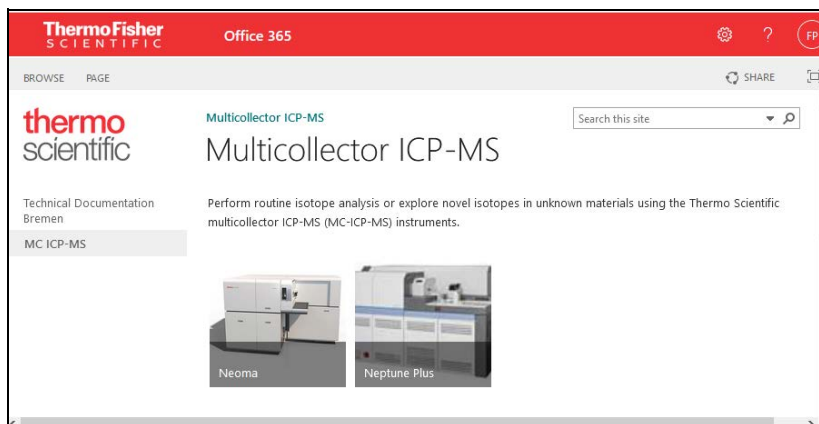 ThermoFisher
SCIENTIFIC
Office 365
?
FP
BROWSE PAGE
SHARE
thermo
scientific
Multicollector ICP-MS
Search this site
Multicollector ICP-MS
Technical Documentation
Bremen
MC ICP-MS
Perform routine isotope analysis or explore novel isotopes in unknown materials using the Thermo Scientific
multicollector ICP-MS (MC-ICP-MS) instruments.
Neoma
Neptune Plus